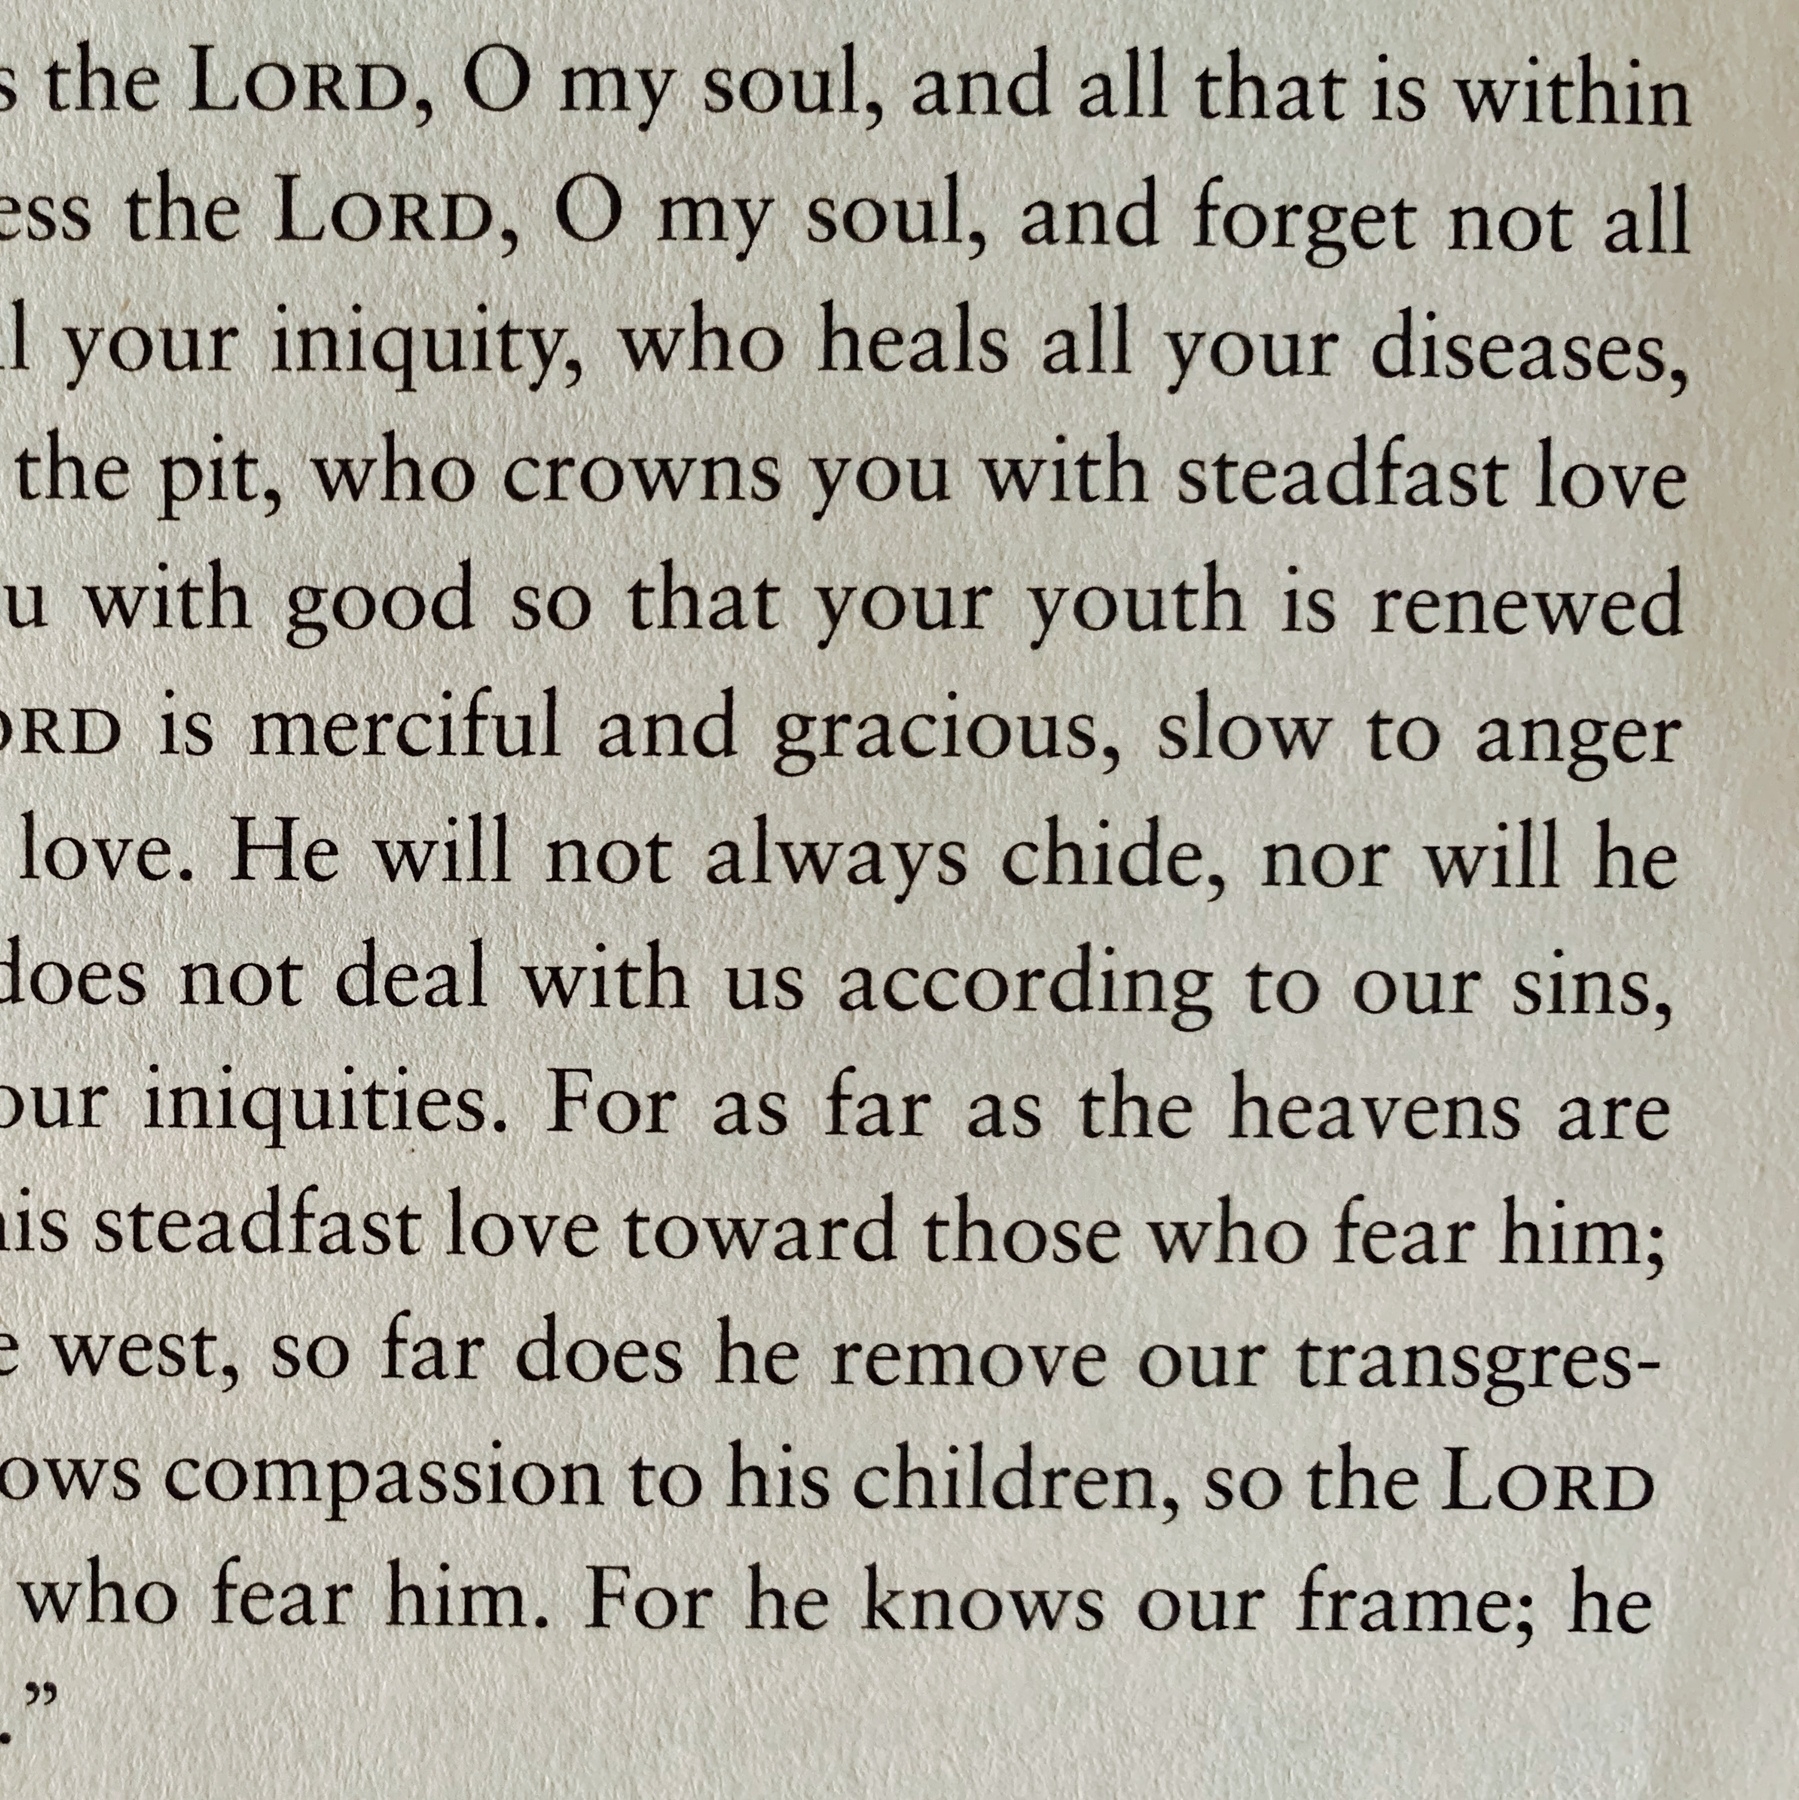 the LORD, O my soul, and all that is within
the LORD, O my soul, and forget not all
your iniquity, who heals all your diseases,
the pit, who crowns you with steadfast love
with good so that your youth is renewed
is merciful and gracious, slow to anger
love. He will not always chide, nor will he
does not deal with us according to our sins,
our iniquities. For as far as the heavens are
his steadfast love toward those who fear him;
west, so far does he remove our transgres-
compassion to his children, so the LORD
who fear him. For he knows our frame; he
.”